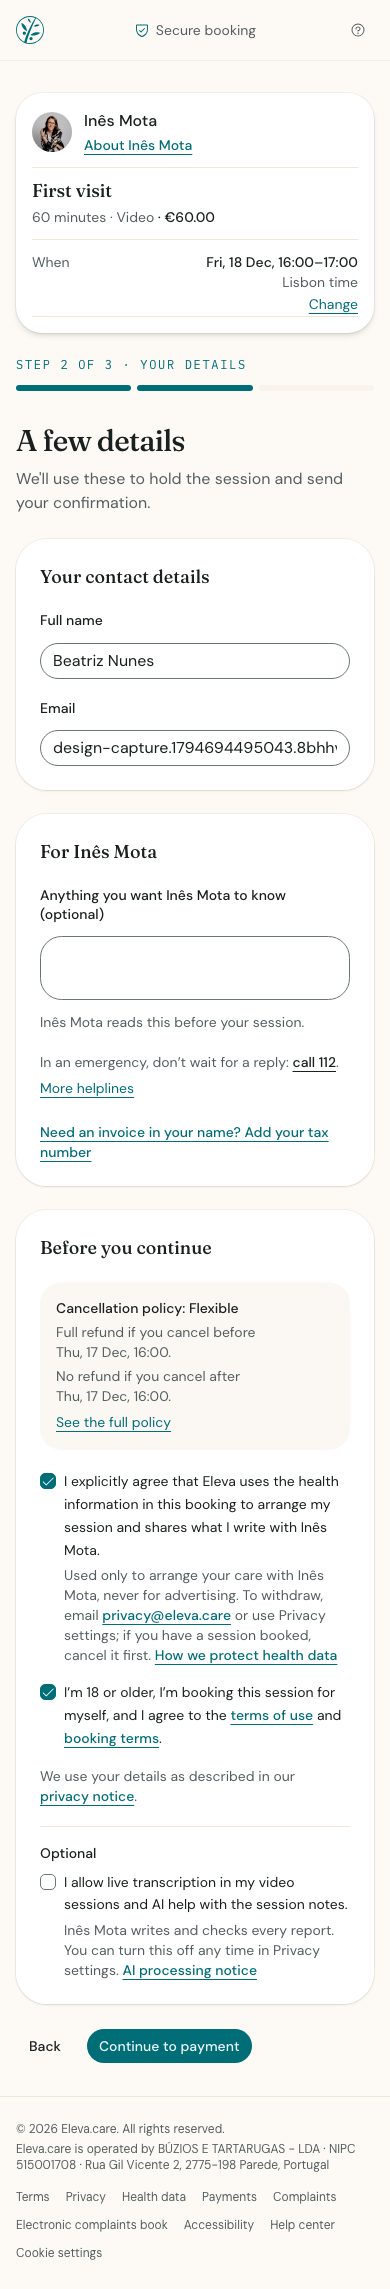 Secure booking
Inês Mota
About Inês Mota
First visit
60 minutes · Video · €60.00
When
Fri, 18 Dec, 16:00–17:00
Lisbon time
Change
STEP 2 OF 3 · YOUR DETAILS
A few details
We'll use these to hold the session and send
your confirmation.
Your contact details
Full name
Beatriz Nunes
Email
design-capture.1794694495043.8bhh
For Inês Mota
Anything you want Inês Mota to know
(optional)
Inês Mota reads this before your session.
In an emergency, don’t wait for a reply: call 112.
More helplines
Need an invoice in your name? Add your tax
number
Before you continue
Cancellation policy: Flexible
Full refund if you cancel before
Thu, 17 Dec, 16:00.
No refund if you cancel after
Thu, 17 Dec, 16:00.
See the full policy
I explicitly agree that Eleva uses the health
information in this booking to arrange my
session and shares what I write with Inês
Mota.
Used only to arrange your care with Inês
Mota, never for advertising. To withdraw,
email privacy@eleva.care or use Privacy
settings; if you have a session booked,
cancel it first. How we protect health data
I’m 18 or older, I’m booking this session for
myself, and I agree to the terms of use and
booking terms.
We use your details as described in our
privacy notice.
Optional
I allow live transcription in my video
sessions and AI help with the session notes.
Inês Mota writes and checks every report.
You can turn this off any time in Privacy
settings. AI processing notice
Back
Continue to payment
© 2026 Eleva.care. All rights reserved.
Eleva.care is operated by BÚZIOS E TARTARUGAS - LDA · NIPC
515001708 · Rua Gil Vicente 2, 2775-198 Parede, Portugal
Terms Privacy Health data Payments Complaints
Electronic complaints book Accessibility Help center
Cookie settings